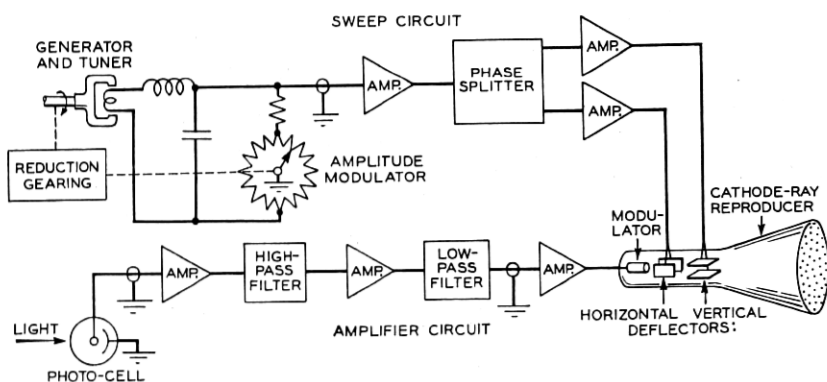 SWEEP CIRCUIT
GENERATOR
AND TUNER
AMP.
AMP.
PHASE
SPLITTER
AMP.
REDUCTION
GEARING
AMPLITUDE
MODULATOR
CATHODE-RAY
REPRODUCER
MODU-
LATOR
AMP.
HIGH-
PASS
FILTER
AMP.
LOW-
PASS
FILTER
AMP.
HORIZONTAL VERTICAL
DEFLECTORS:
LIGHT
AMPLIFIER CIRCUIT
PHOTO-CELL